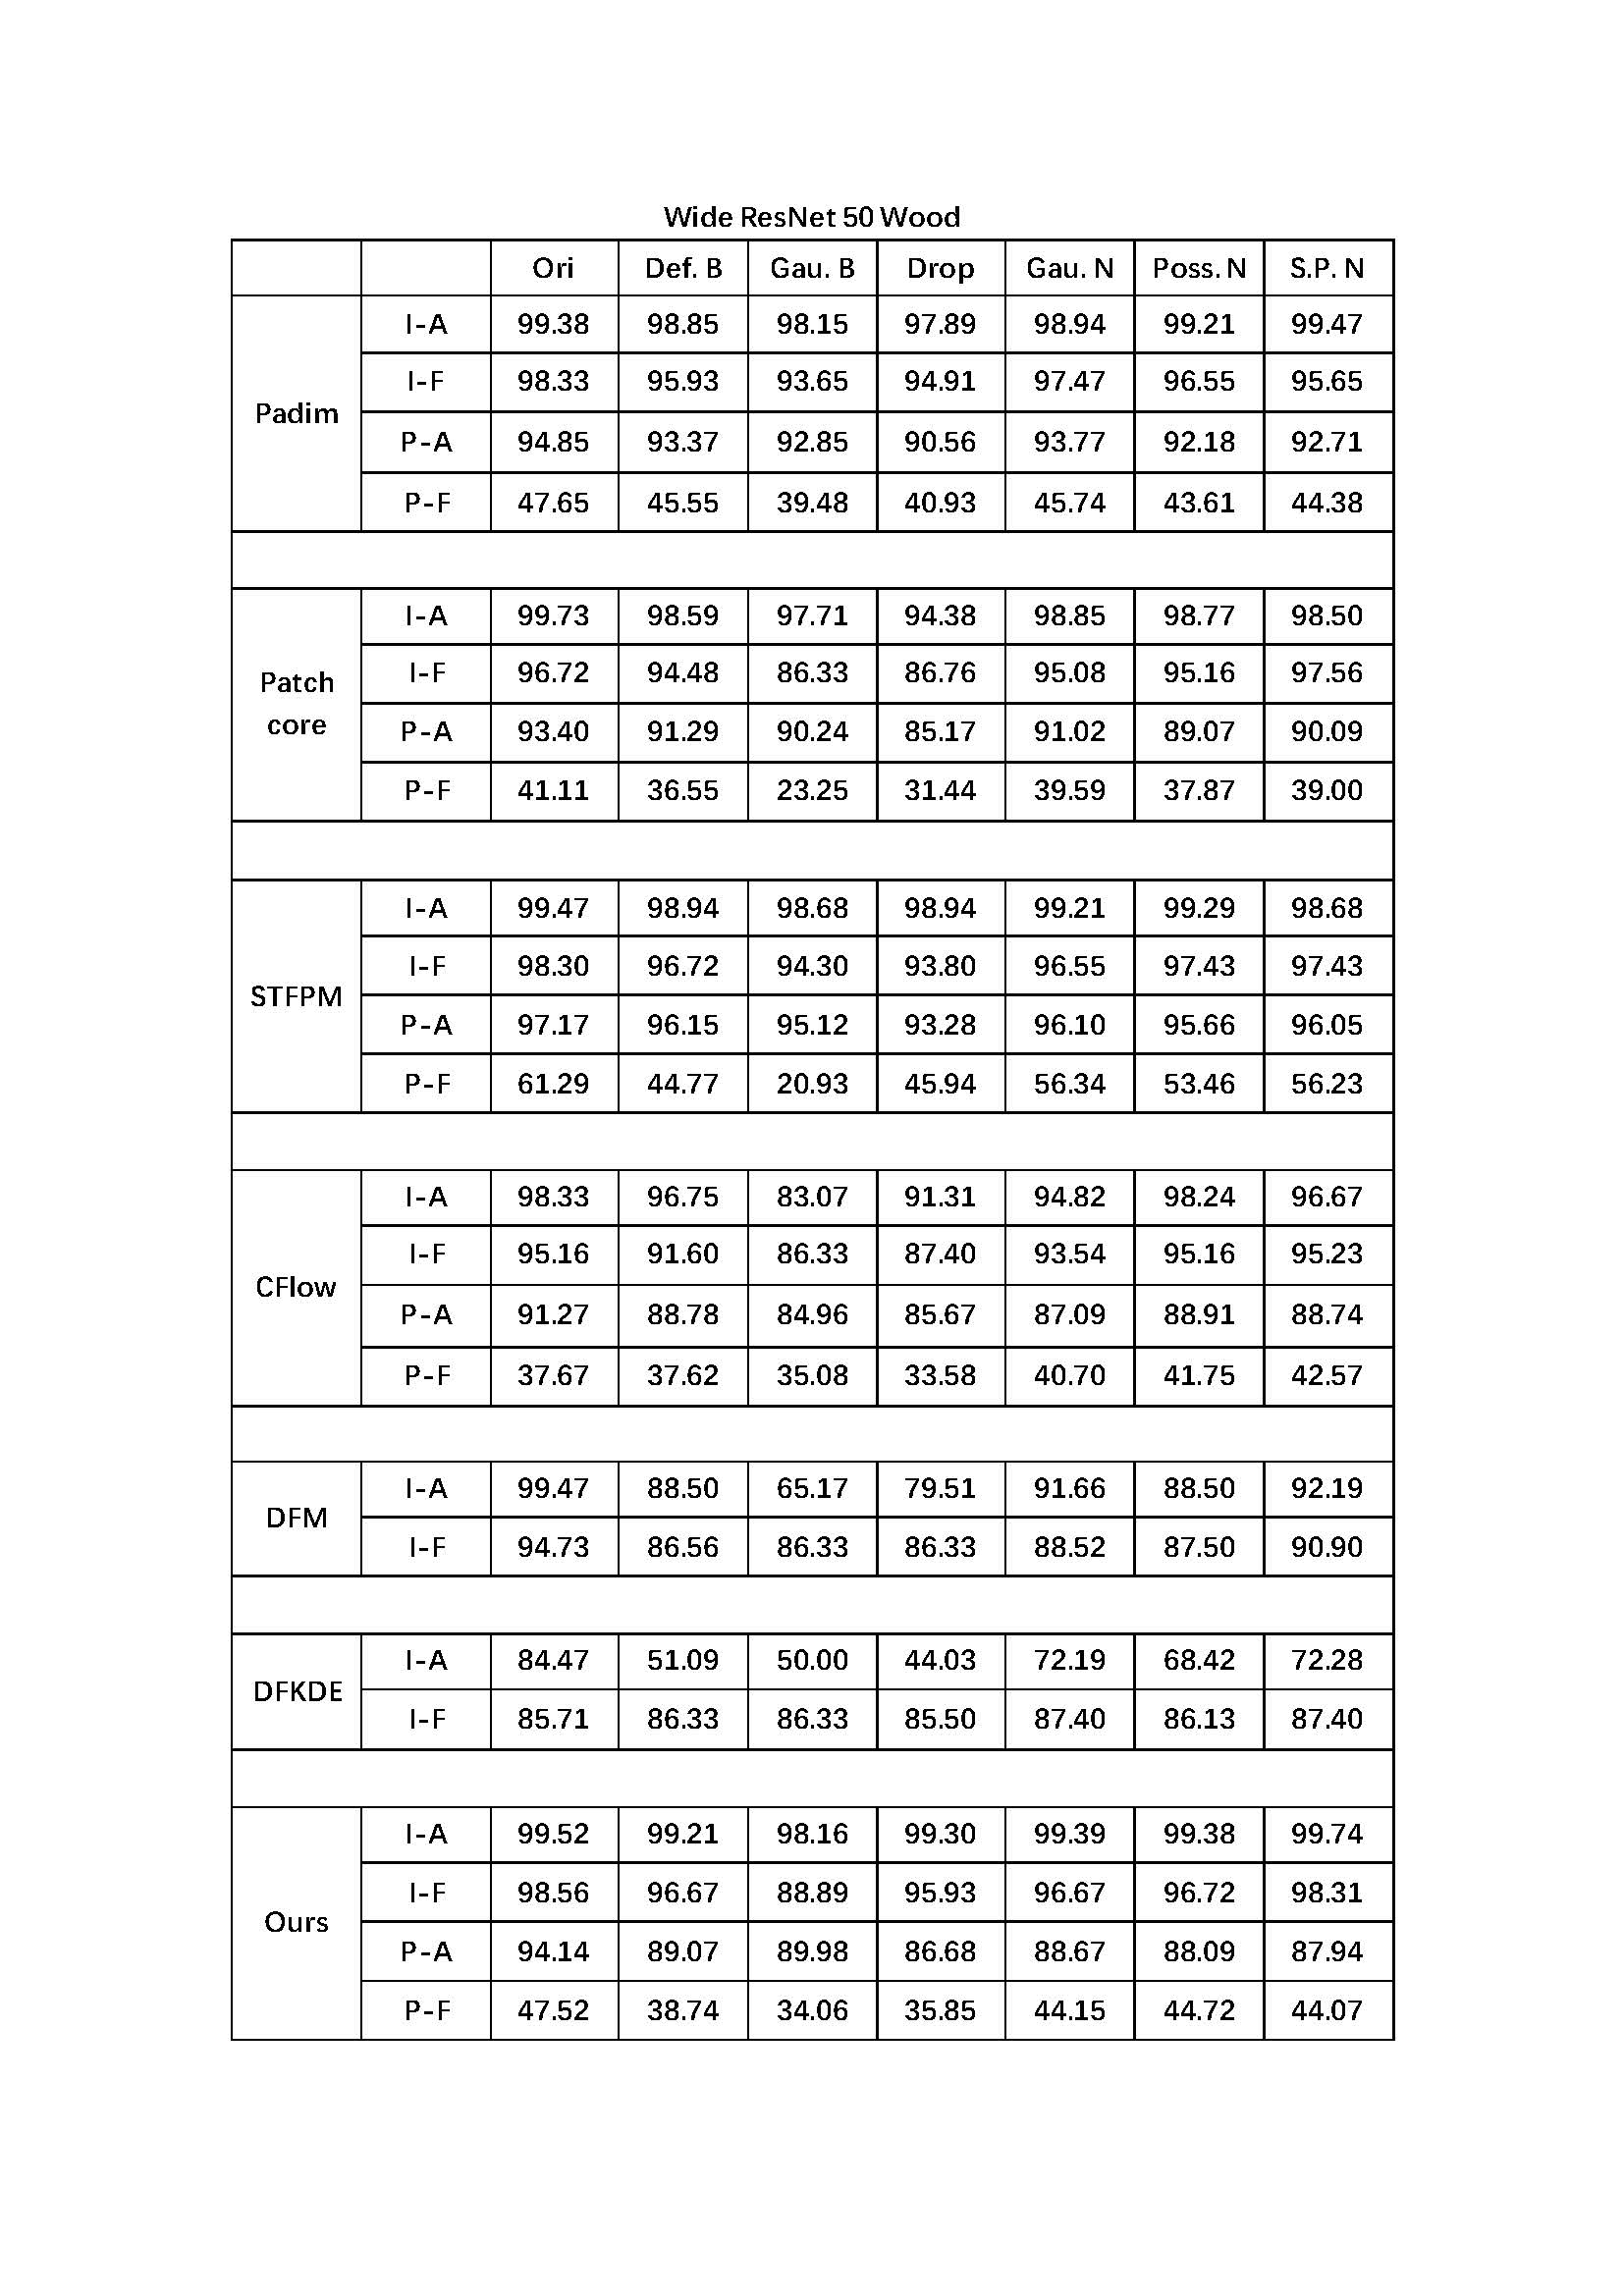 Wide ResNet 50 Wood
Ori Def. B Gau. B Drop Gau. N Poss. N S.P. N
Padim
I-A 99.38 98.85 98.15 97.89 98.94 99.21 99.47
I-F 98.33 95.93 93.65 94.91 97.47 96.55 95.65
P-A 94.85 93.37 92.85 90.56 93.77 92.18 92.71
P-F 47.65 45.55 39.48 40.93 45.74 43.61 44.38
Patch
core
I-A 99.73 98.59 97.71 94.38 98.85 98.77 98.50
I-F 96.72 94.48 86.33 86.76 95.08 95.16 97.56
P-A 93.40 91.29 90.24 85.17 91.02 89.07 90.09
P-F 41.11 36.55 23.25 31.44 39.59 37.87 39.00
STFPM
I-A 99.47 98.94 98.68 98.94 99.21 99.29 98.68
I-F 98.30 96.72 94.30 93.80 96.55 97.43 97.43
P-A 97.17 96.15 95.12 93.28 96.10 95.66 96.05
P-F 61.29 44.77 20.93 45.94 56.34 53.46 56.23
CFlow
I-A 98.33 96.75 83.07 91.31 94.82 98.24 96.67
I-F 95.16 91.60 86.33 87.40 93.54 95.16 95.23
P-A 91.27 88.78 84.96 85.67 87.09 88.91 88.74
P-F 37.67 37.62 35.08 33.58 40.70 41.75 42.57
DFM
I-A 99.47 88.50 65.17 79.51 91.66 88.50 92.19
I-F 94.73 86.56 86.33 86.33 88.52 87.50 90.90
DFKDE
I-A 84.47 51.09 50.00 44.03 72.19 68.42 72.28
I-F 85.71 86.33 86.33 85.50 87.40 86.13 87.40
Ours
I-A 99.52 99.21 98.16 99.30 99.39 99.38 99.74
I-F 98.56 96.67 88.89 95.93 96.67 96.72 98.31
P-A 94.14 89.07 89.98 86.68 88.67 88.09 87.94
P-F 47.52 38.74 34.06 35.85 44.15 44.72 44.07